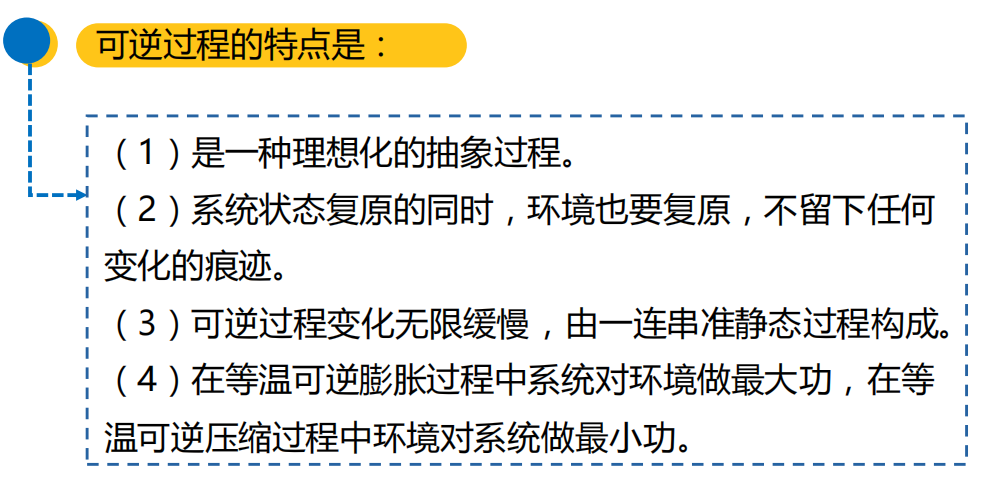 可逆过程的特点是：
（1）是一种理想化的抽象过程。
（2）系统状态复原的同时，环境也要复原，不留下任何
变化的痕迹。
（3）可逆过程变化无限缓慢，由一连串准静态过程构成。
（4）在等温可逆膨胀过程中系统对环境做最大功，在等
温可逆压缩过程中环境对系统做最小功。